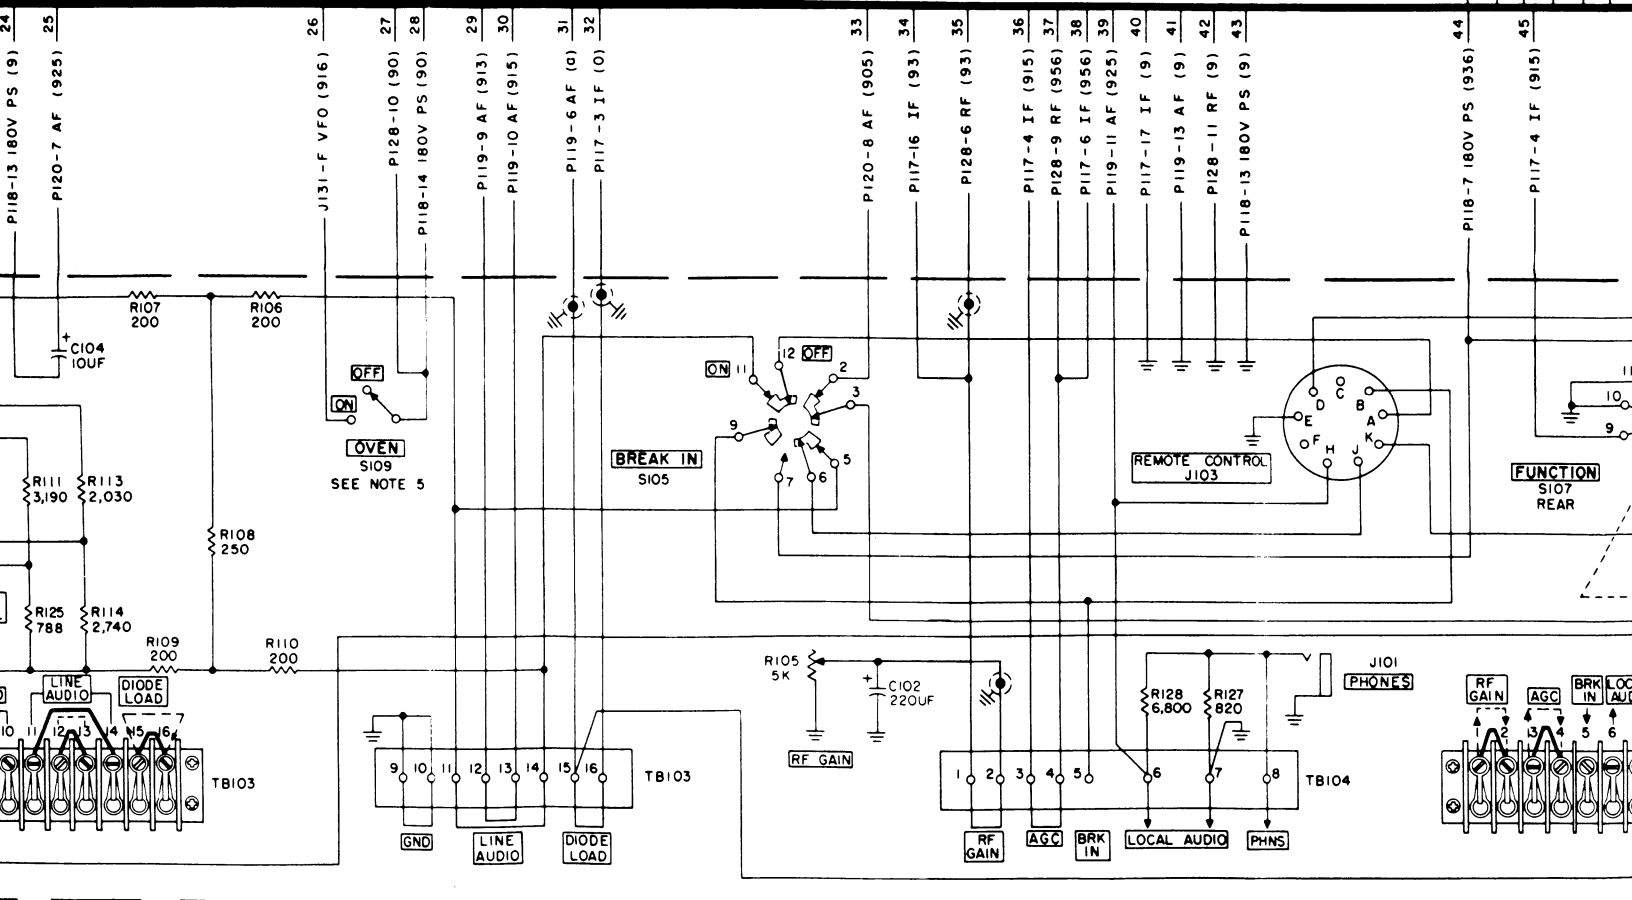 24
25
26
27
28
29
30
31
32
33
34
35
36
37
38
39
40
41
42
43
44
45
P118-13 180V PS (9)
P120-7 AF (925)
J131-F VFO (916)
P128-10 (90)
P118-14 180V PS (90)
P119-9 AF (913)
P119-10 AF (915)
P119-6 AF (a)
P117-3 IF (0)
P120-8 AF (905)
P117-16 IF (93)
P128-6 RF (93)
P117-4 IF (915)
P128-9 RF (956)
P117-6 IF (956)
P119-11 AF (925)
P117-17 IF (9)
P119-13 AF (9)
P128-11 RF (9)
P118-13 180V PS (9)
P118-7 180V PS (936)
P117-4 IF (915)
R107
200
R106
200
+
C104
10UF
OFF
ON
OVEN
S109
SEE NOTE 5
ON
11
12
OFF
2
3
9
5
6
7
BREAK IN
S105
D
C
B
A
E
F
K
H
J
REMOTE CONTROL
J103
11
10
9
FUNCTION
S107
REAR
R111
3,190
R113
2,030
R108
250
R125
788
R114
2,740
R109
200
R110
200
LINE
AUDIO
DIODE
LOAD
10
11
12
13
14
15
16
TB103
9
10
11
12
13
14
15
16
TB103
GND
LINE
AUDIO
DIODE
LOAD
R105
5K
+
C102
220UF
RF GAIN
R128
6,800
R127
820
J101
PHONES
1
2
3
4
5
6
7
8
TB104
RF
GAIN
AGC
BRK
IN
LOCAL AUDIO
PHNS
RF
GAIN
AGC
BRK
IN
2
3
4
5
6